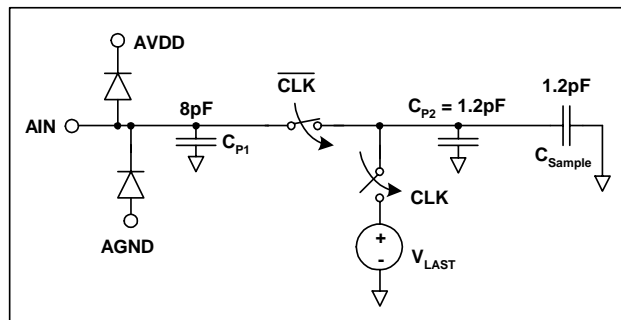 AVDD
CLK
1.2pF
8pF
C_P2 = 1.2pF
AIN
C_P1
C_Sample
CLK
AGND
+
-
V_LAST